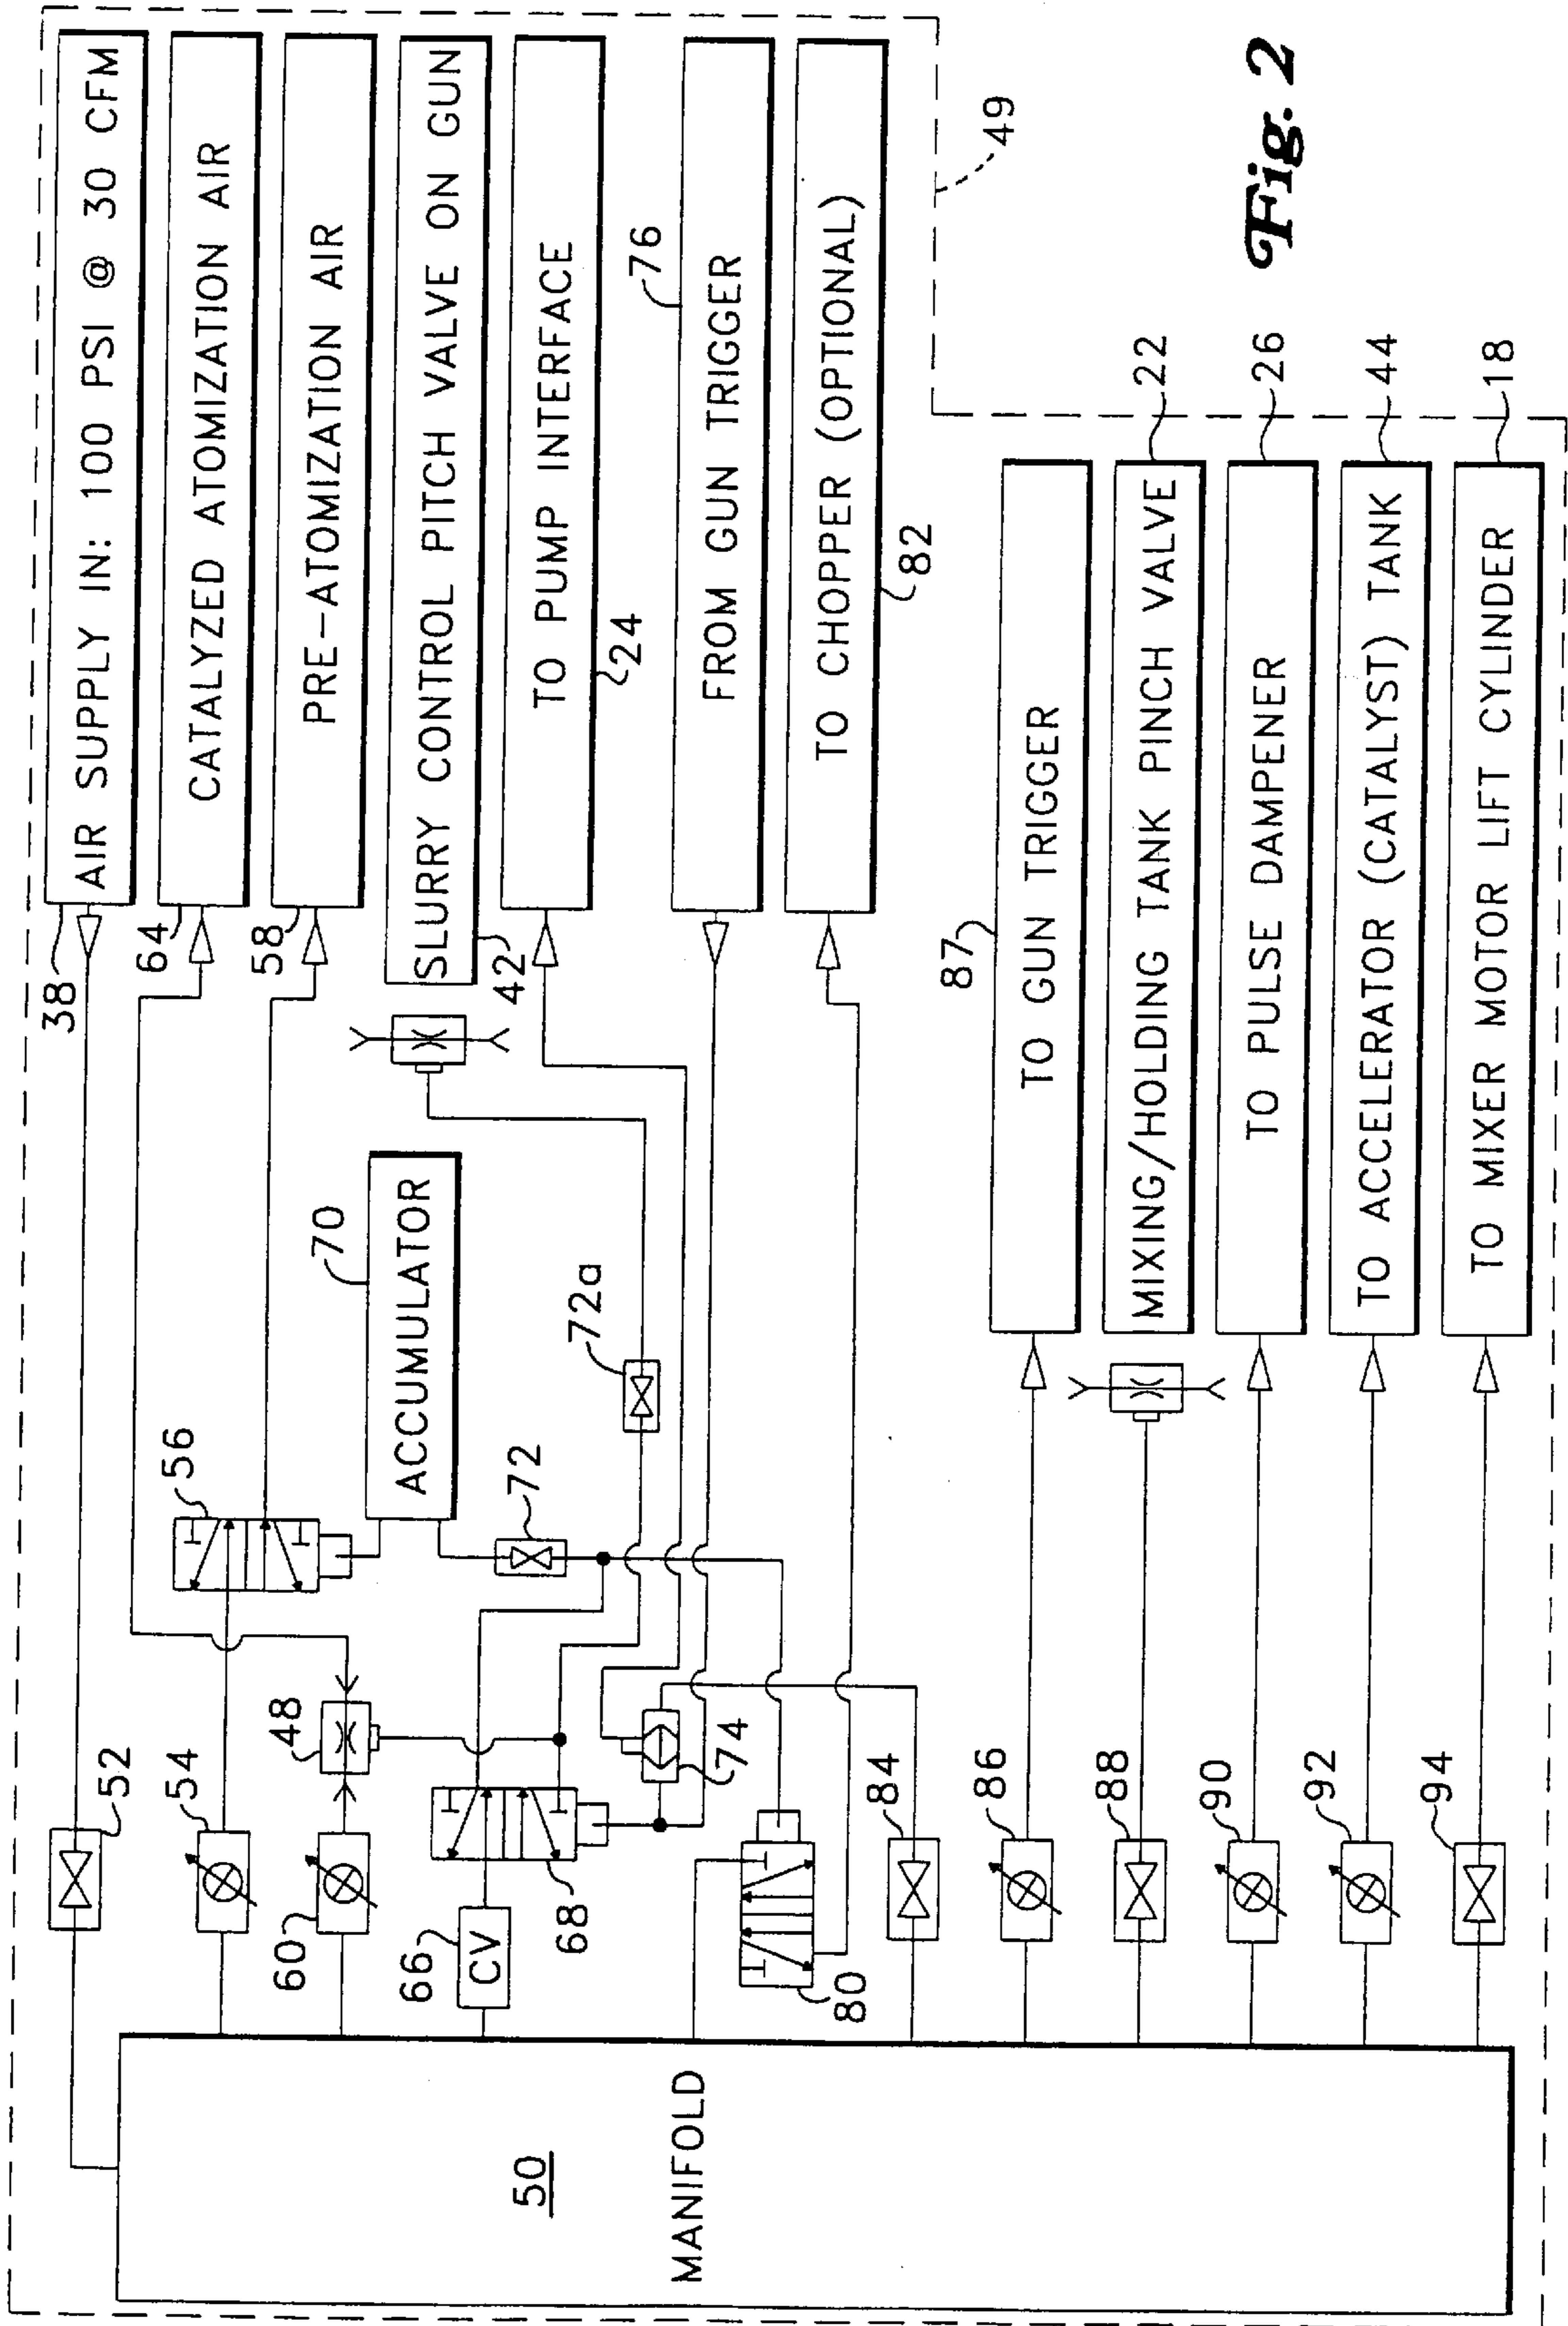 38
AIR SUPPLY IN: 100 PSI @ 30 CFM
64
CATALYZED ATOMIZATION AIR
58
PRE-ATOMIZATION AIR
SLURRY CONTROL PITCH VALVE ON GUN
42
TO PUMP INTERFACE
24
76
FROM GUN TRIGGER
TO CHOPPER (OPTIONAL)
82
49
52
54
56
48
60
70
ACCUMULATOR
72
72a
66
CV
68
74
80
84
50
MANIFOLD
86
87
TO GUN TRIGGER
88
MIXING/HOLDING TANK PINCH VALVE
22
90
TO PULSE DAMPENER
26
92
TO ACCELERATOR (CATALYST) TANK
44
94
TO MIXER MOTOR LIFT CYLINDER
18
Fig. 2